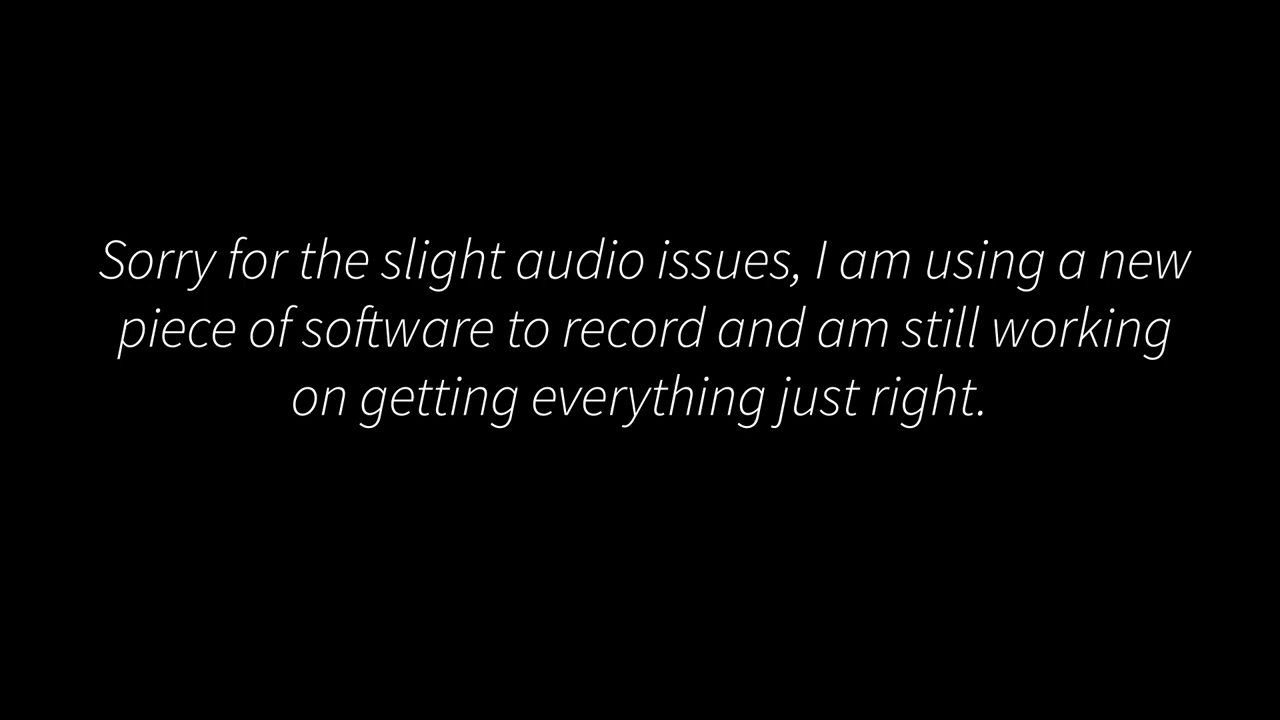 Sorry for the slight audio issues, I am using a new
piece of software to record and am still working
on getting everything just right.